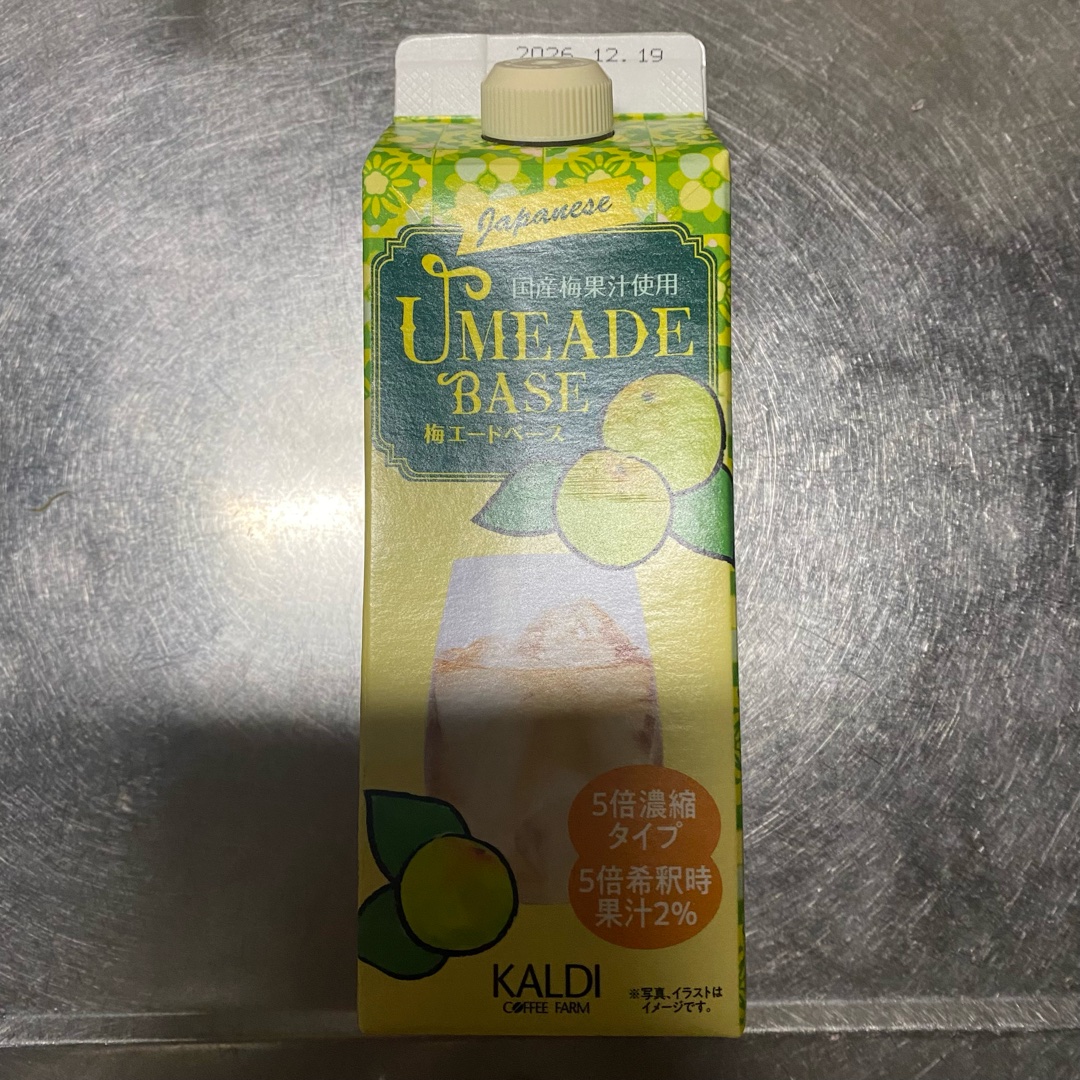 2026.12.19
Japanese
国産梅果汁使用
UMEADE
BASE
梅エードベース
5倍濃縮
タイプ
5倍希釈時
果汁2%
KALDI
COFFEE FARM
※写真、イラストは
イメージです。